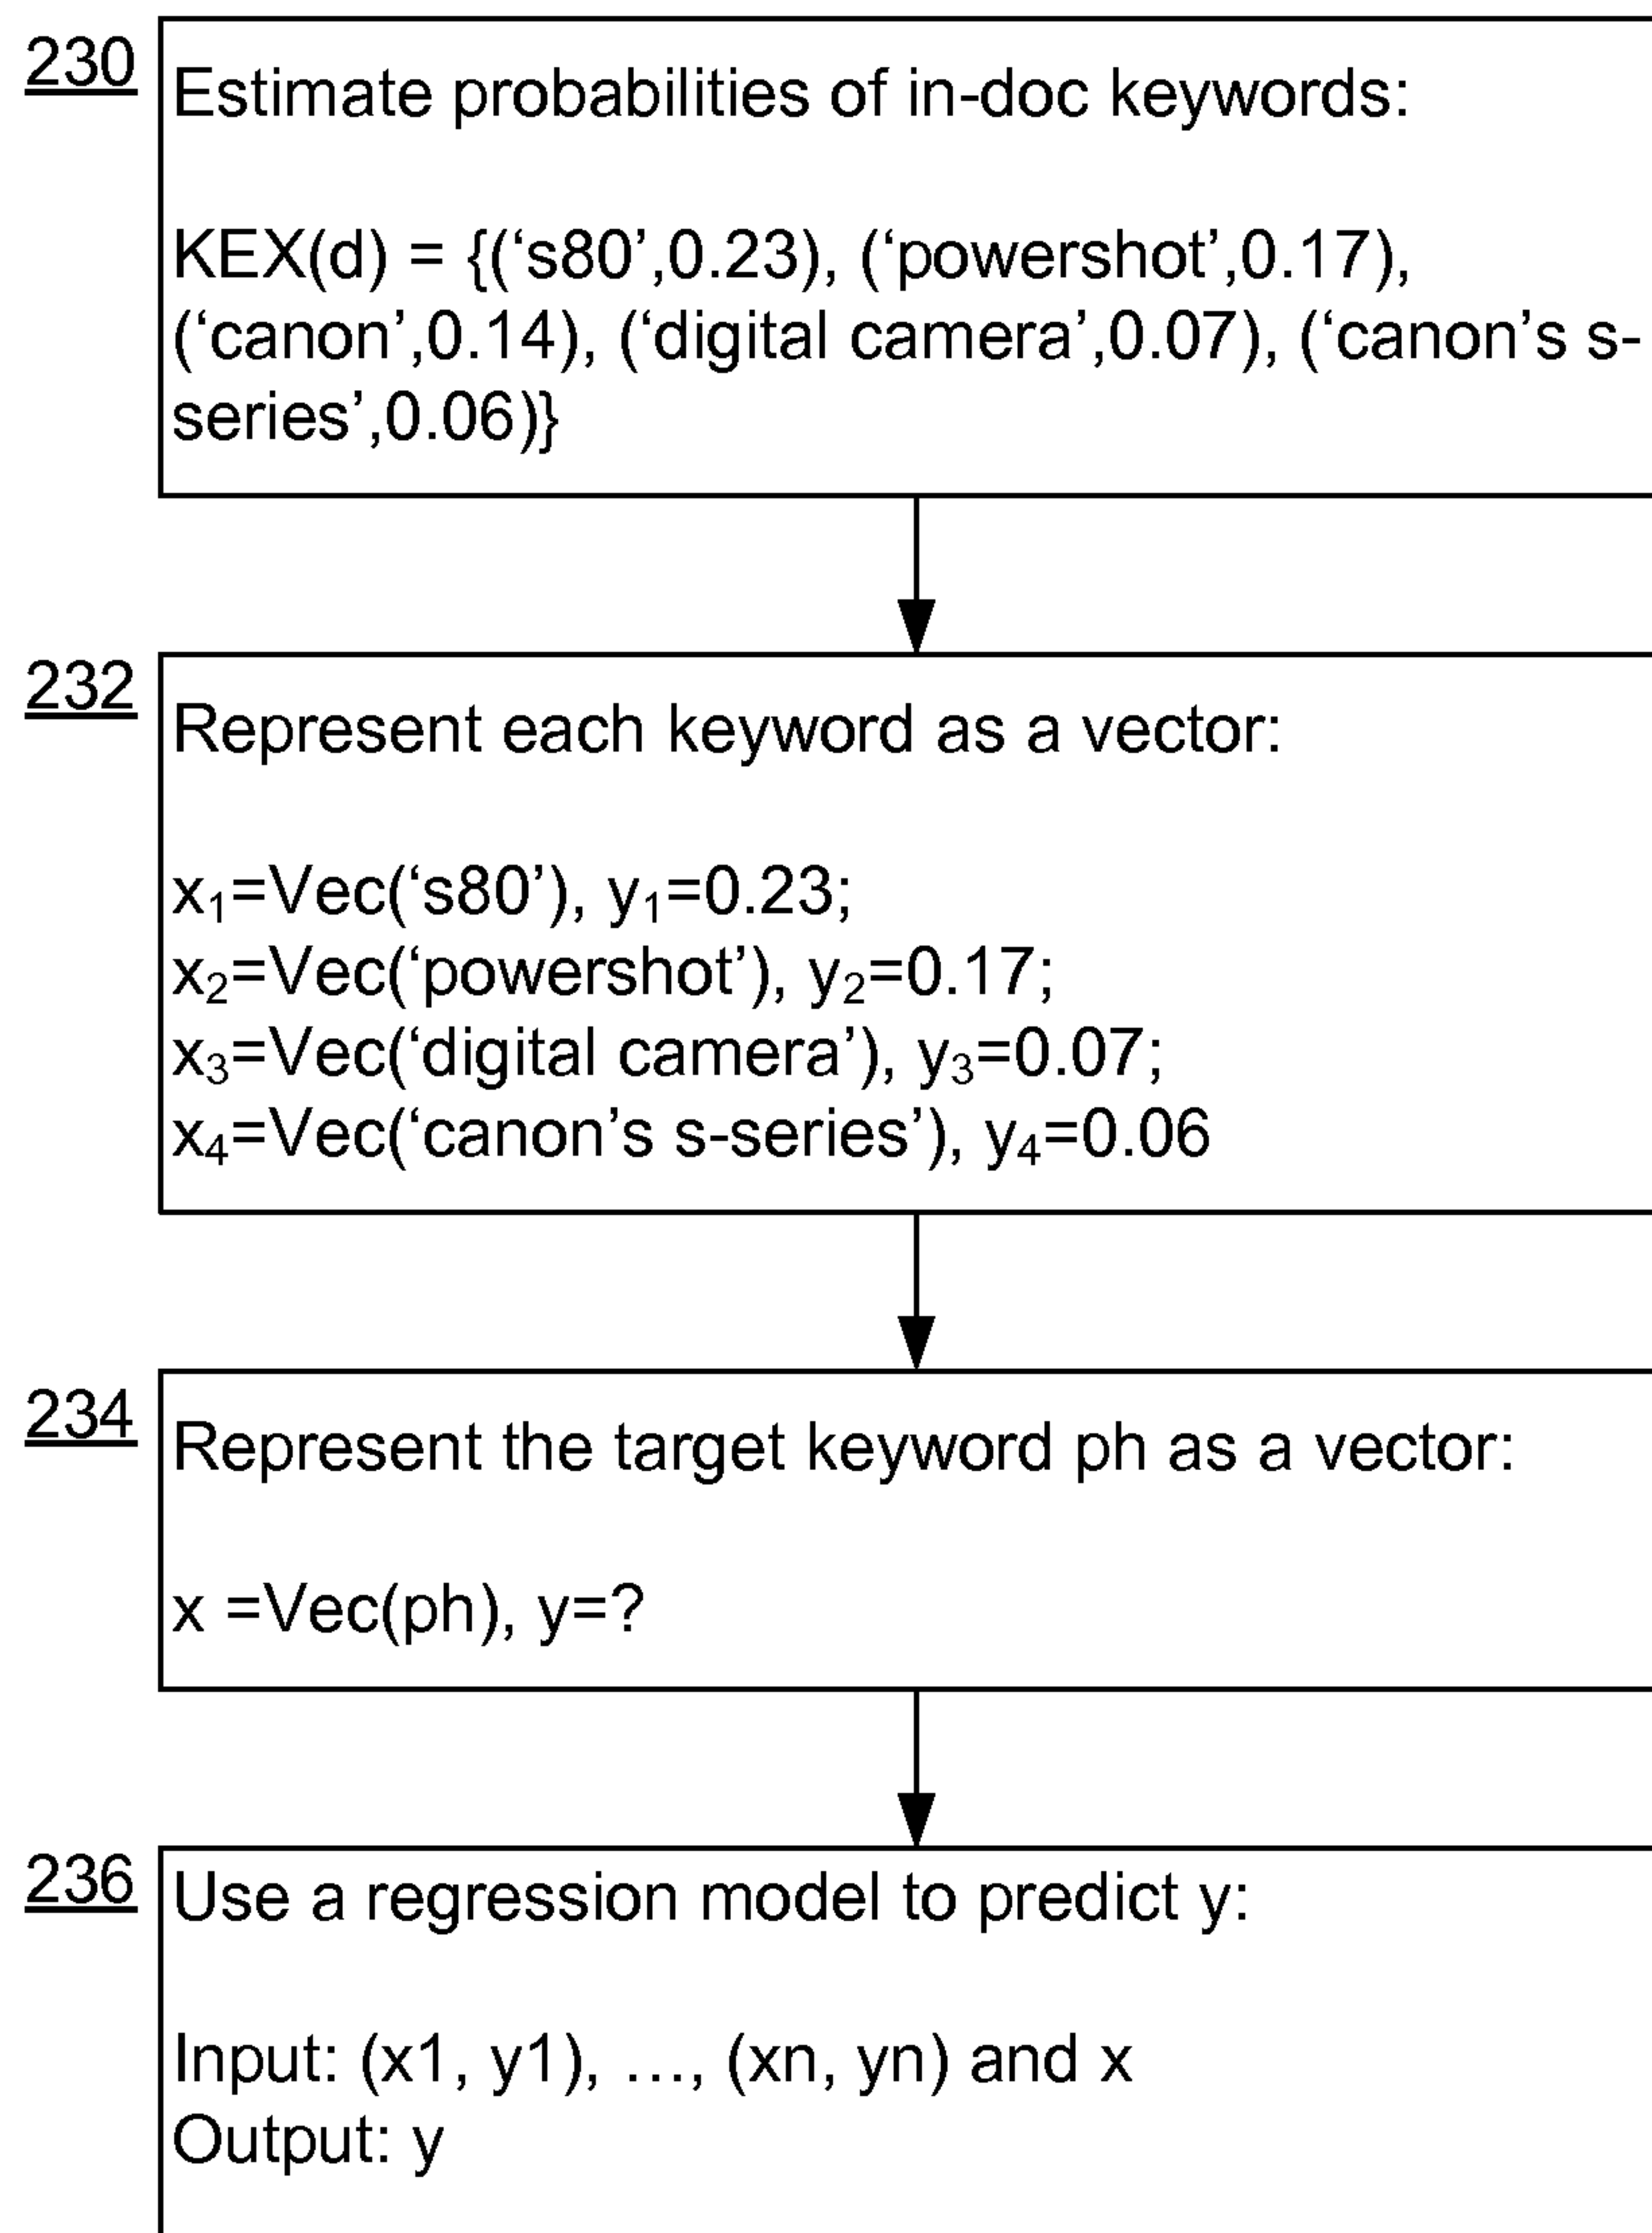 230
Estimate probabilities of in-doc keywords:
KEX(d) = {(‘s80’,0.23), (‘powershot’,0.17),
(‘canon’,0.14), (‘digital camera’,0.07), (‘canon’s s-
series’,0.06)}
232
Represent each keyword as a vector:
x₁=Vec(‘s80’), y₁=0.23;
x₂=Vec(‘powershot’), y₂=0.17;
x₃=Vec(‘digital camera’), y₃=0.07;
x₄=Vec(‘canon’s s-series’), y₄=0.06
234
Represent the target keyword ph as a vector:
x =Vec(ph), y=?
236
Use a regression model to predict y:
Input: (x1, y1), …, (xn, yn) and x
Output: y